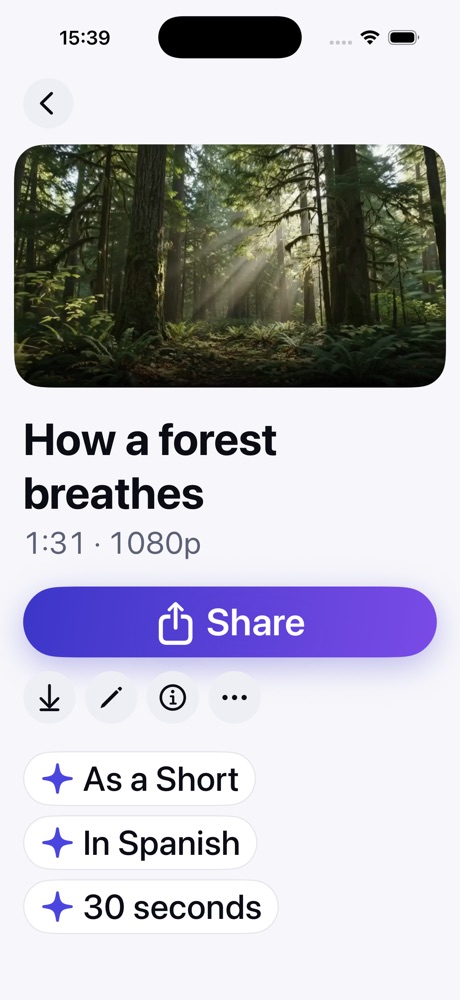 15:39
How a forest
breathes
1:31 · 1080p
Share
As a Short
In Spanish
30 seconds